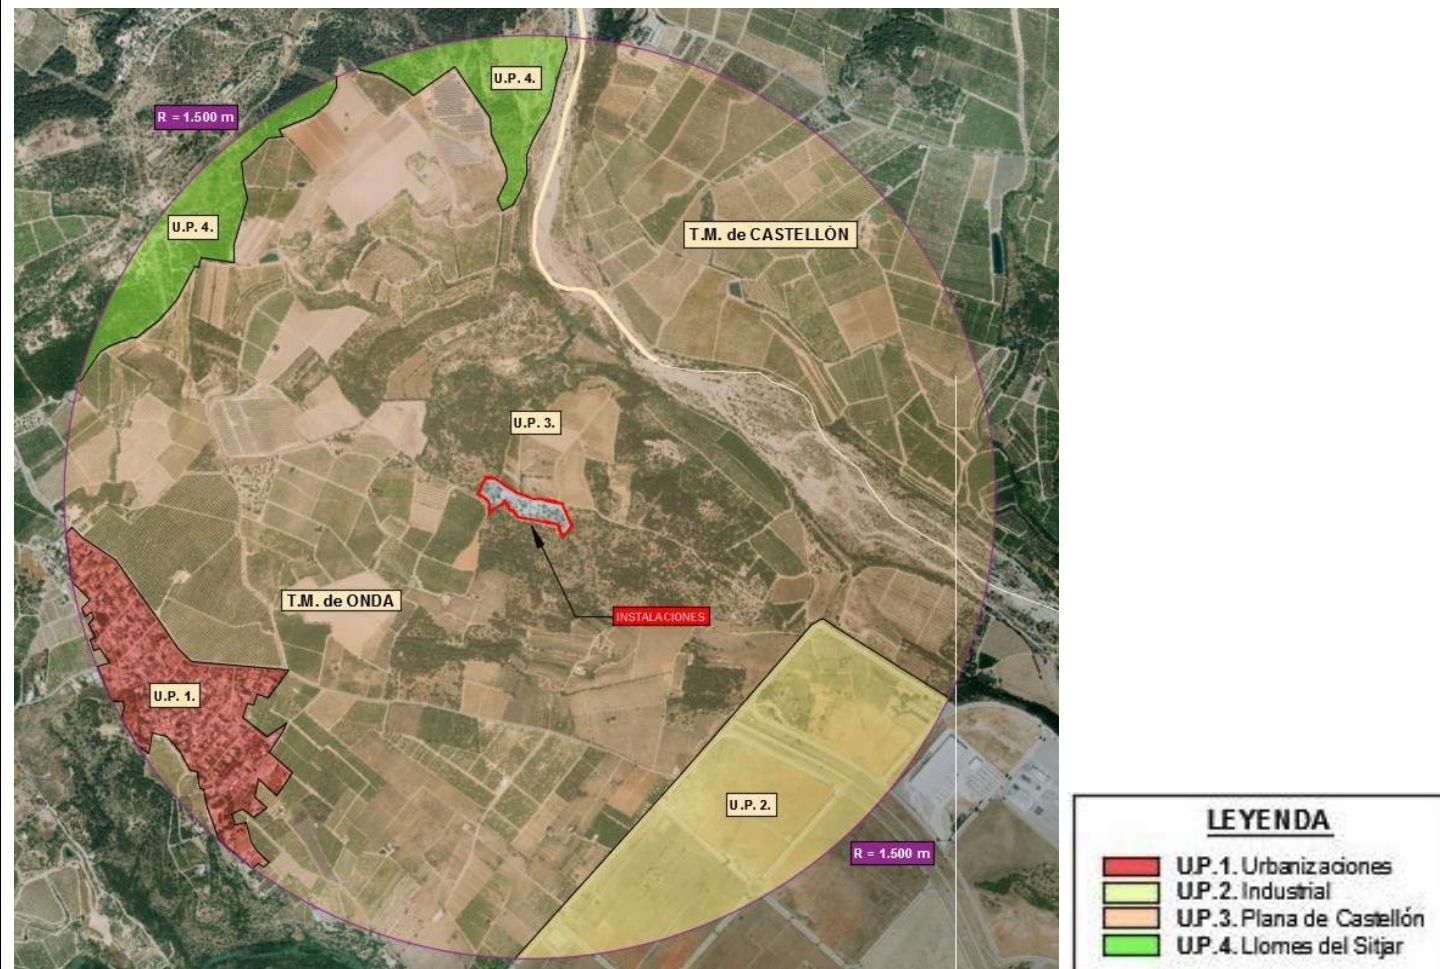 U.P. 4.
R = 1.500 m
U.P. 4.
T.M. de CASTELLÓN
U.P. 3.
T.M. de ONDA
INSTALACIONES
U.P. 1.
U.P. 2.
R = 1.500 m
LEYENDA
U.P.1. Urbanizaciones
U.P.2. Industrial
U.P.3. Plana de Castellón
U.P.4. Llomes del Sitjar